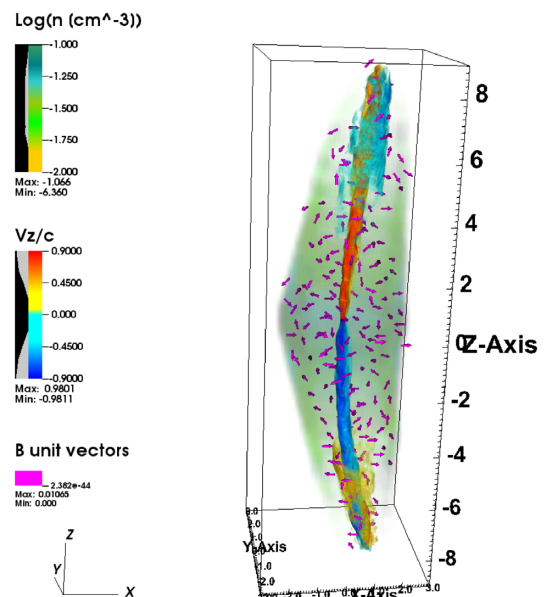 Log(n (cm^-3))
-1.000
-1.250
-1.500
-1.750
-2.000
Max: -1.066
Min: -6.360
Vz/c
0.9000
0.4500
0.000
-0.4500
-0.9000
Max: 0.9801
Min: -0.9811
B unit vectors
2.382e-44
Max: 0.01065
Min: 0.000
Z
Y
X
8
6
4
2
0
Z-Axis
-2
-4
-6
-8
Y-Axis
X-Axis
2.0
3.0